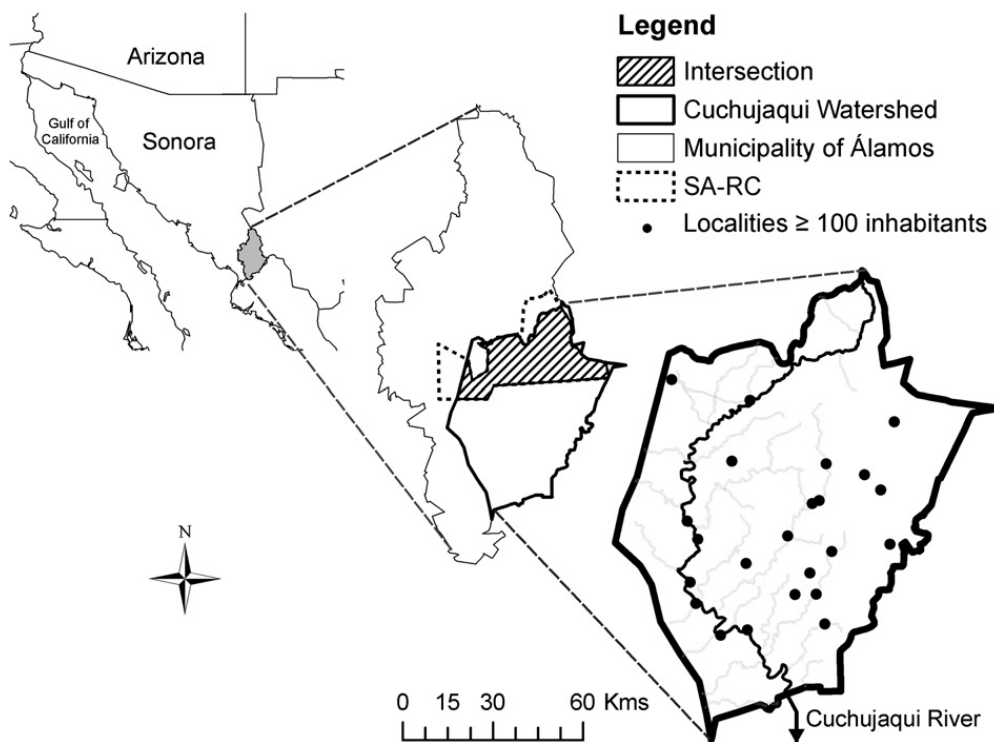 Arizona
Gulf of
California
Sonora
Legend
Intersection
Cuchujaqui Watershed
Municipality of Álamos
SA-RC
Localities ≥ 100 inhabitants
N
0 15 30 60 Kms
Cuchujaqui River